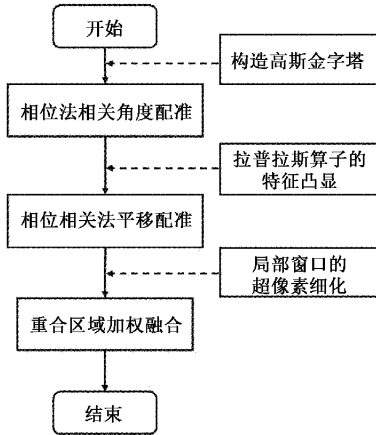 开始
构造高斯金字塔
相位法相关角度配准
拉普拉斯算子的
特征凸显
相位相关法平移配准
局部窗口的
超像素细化
重合区域加权融合
结束